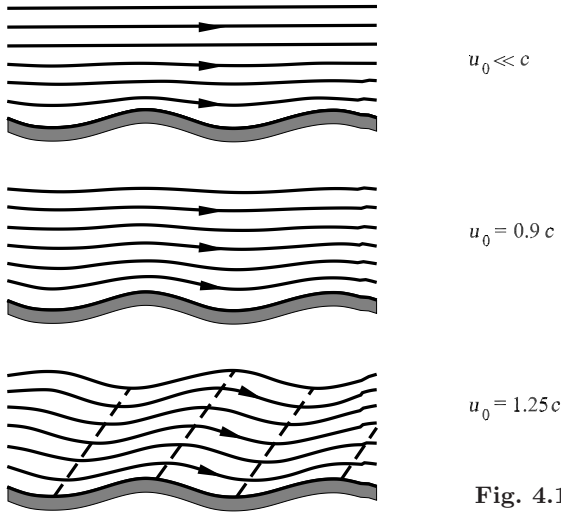 u₀ ≪ c
u₀ = 0.9 c
u₀ = 1.25 c
Fig. 4.1